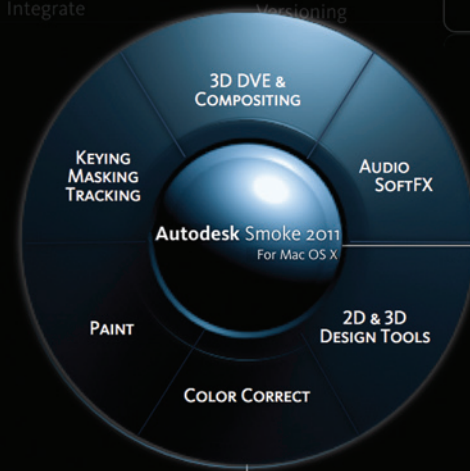 Integrate
Versioning
3D DVE &
COMPOSITING
KEYING
MASKING
TRACKING
AUDIO
SOFTFX
Autodesk Smoke 2011
For Mac OS X
PAINT
2D & 3D
DESIGN TOOLS
COLOR CORRECT